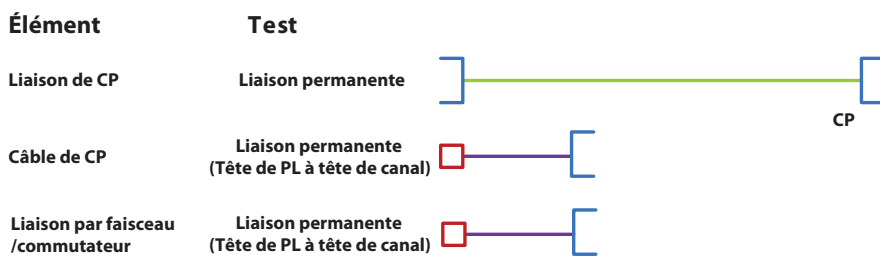 Élément Test
Liaison de CP Liaison permanente
CP
Câble de CP Liaison permanente
(Tête de PL à tête de canal)
Liaison par faisceau
/commutateur
Liaison permanente
(Tête de PL à tête de canal)